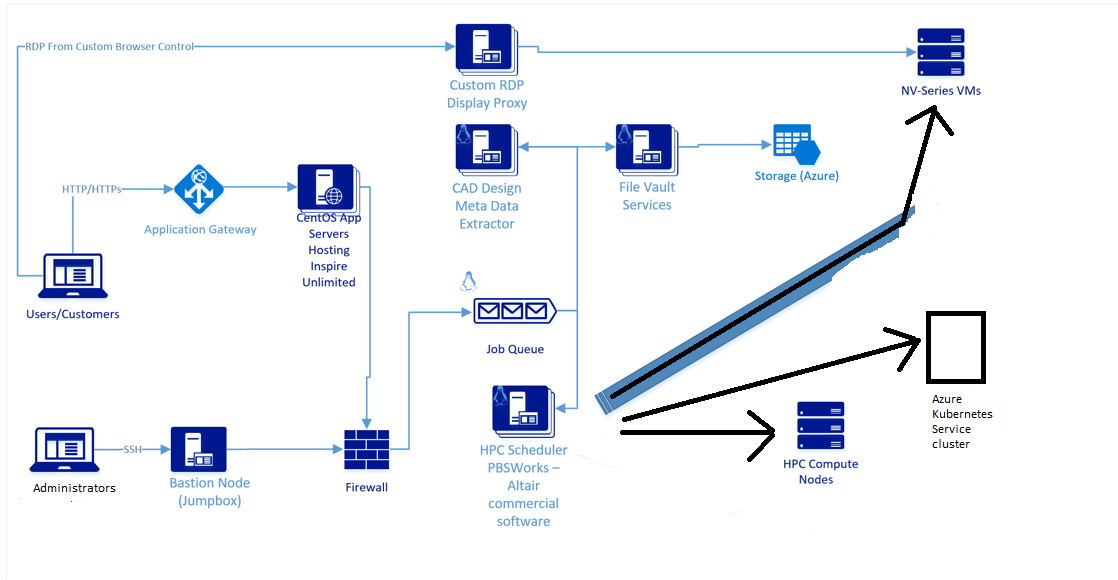 RDP From Custom Browser Control
Custom RDP
Display Proxy
NV-Series VMs
CAD Design
Meta Data
Extractor
File Vault
Services
Storage (Azure)
HTTP/HTTPs
Application Gateway
CentOS App
Servers
Hosting
Inspire
Unlimited
Users/Customers
Job Queue
Azure
Kubernetes
Service
cluster
HPC Scheduler
PBSWorks –
Altair
commercial
software
HPC Compute
Nodes
SSH
Administrators
Bastion Node
(Jumpbox)
Firewall